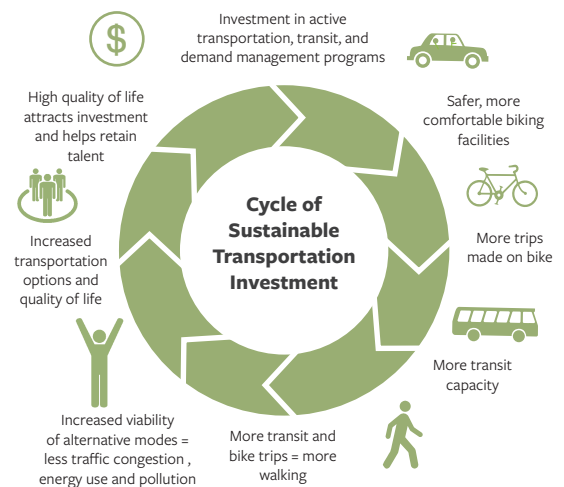 $
Investment in active
transportation, transit, and
demand management programs
Safer, more
comfortable biking
facilities
More trips
made on bike
More transit
capacity
More transit and
bike trips = more
walking
Increased viability
of alternative modes =
less traffic congestion ,
energy use and pollution
Increased
transportation
options and
quality of life
High quality of life
attracts investment
and helps retain
talent
Cycle of
Sustainable
Transportation
Investment